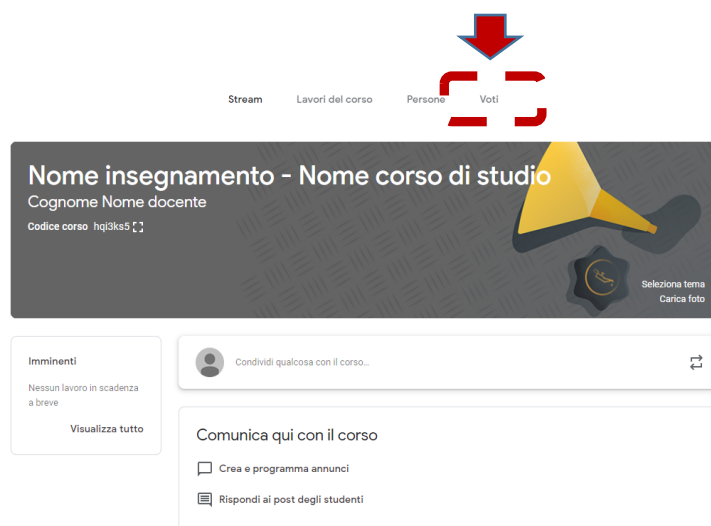 Stream Lavori del corso Persone Voti
Nome insegnamento - Nome corso di studio
Cognome Nome docente
Codice corso hqi3ks5
Seleziona tema
Carica foto
Imminenti
Nessun lavoro in scadenza
a breve
Visualizza tutto
Condividi qualcosa con il corso...
Comunica qui con il corso
Crea e programma annunci
Rispondi ai post degli studenti